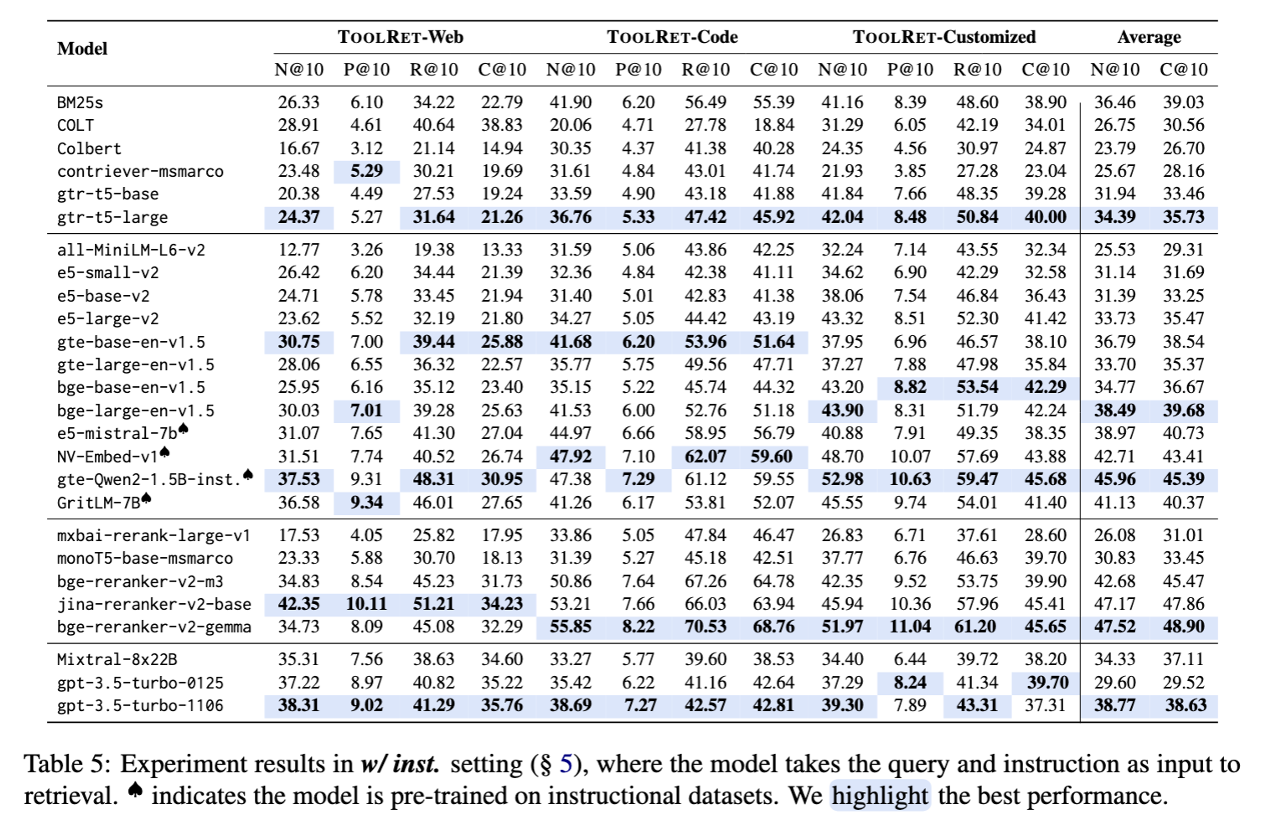 Model TOOLRET-Web TOOLRET-Code TOOLRET-Customized Average
N@10 P@10 R@10 C@10 N@10 P@10 R@10 C@10 N@10 P@10 R@10 C@10 N@10 C@10
BM25s 26.33 6.10 34.22 22.79 41.90 6.20 56.49 55.39 41.16 8.39 48.60 38.90 36.46 39.03
COLT 28.91 4.61 40.64 38.83 20.06 4.71 27.78 18.84 31.29 6.05 42.19 34.01 26.75 30.56
Colbert 16.67 3.12 21.14 14.94 30.35 4.37 41.38 40.28 24.35 4.56 30.97 24.87 23.79 26.70
contriever-msmarco 23.48 5.29 30.21 19.69 31.61 4.84 43.01 41.74 21.93 3.85 27.28 23.04 25.67 28.16
gtr-t5-base 20.38 4.49 27.53 19.24 33.59 4.90 43.18 41.88 41.84 7.66 48.35 39.28 31.94 33.46
gtr-t5-large 24.37 5.27 31.64 21.26 36.76 5.33 47.42 45.92 42.04 8.48 50.84 40.00 34.39 35.73
all-MiniLM-L6-v2 12.77 3.26 19.38 13.33 31.59 5.06 43.86 42.25 32.24 7.14 43.55 32.34 25.53 29.31
e5-small-v2 26.42 6.20 34.44 21.39 32.36 4.84 42.38 41.11 34.62 6.90 42.29 32.58 31.14 31.69
e5-base-v2 24.71 5.78 33.45 21.94 31.40 5.01 42.83 41.38 38.06 7.54 46.84 36.43 31.39 33.25
e5-large-v2 23.62 5.52 32.19 21.80 34.27 5.05 44.42 43.19 43.32 8.51 52.30 41.42 33.73 35.47
gte-base-en-v1.5 30.75 7.00 39.44 25.88 41.68 6.20 53.96 51.64 37.95 6.96 46.57 38.10 36.79 38.54
gte-large-en-v1.5 28.06 6.55 36.32 22.57 35.77 5.75 49.56 47.71 37.27 7.88 47.98 35.84 33.70 35.37
bge-base-en-v1.5 25.95 6.16 35.12 23.40 35.15 5.22 45.74 44.32 43.20 8.82 53.54 42.29 34.77 36.67
bge-large-en-v1.5 30.03 7.01 39.28 25.63 41.53 6.00 52.76 51.18 43.90 8.31 51.79 42.24 38.49 39.68
e5-mistral-7b♠ 31.07 7.65 41.30 27.04 44.97 6.66 58.95 56.79 40.88 7.91 49.35 38.35 38.97 40.73
NV-Embed-v1♠ 31.51 7.74 40.52 26.74 47.92 7.10 62.07 59.60 48.70 10.07 57.69 43.88 42.71 43.41
gte-Qwen2-1.5B-inst.♠ 37.53 9.31 48.31 30.95 47.38 7.29 61.12 59.55 52.98 10.63 59.47 45.68 45.96 45.39
GritLM-7B♠ 36.58 9.34 46.01 27.65 41.26 6.17 53.81 52.07 45.55 9.74 54.01 41.40 41.13 40.37
mxbai-rerank-large-v1 17.53 4.05 25.82 17.95 33.86 5.05 47.84 46.47 26.83 6.71 37.61 28.60 26.08 31.01
monoT5-base-msmarco 23.33 5.88 30.70 18.13 31.39 5.27 45.18 42.51 37.77 6.76 46.63 39.70 30.83 33.45
bge-reranker-v2-m3 34.83 8.54 45.23 31.73 50.86 7.64 67.26 64.78 42.35 9.52 53.75 39.90 42.68 45.47
jina-reranker-v2-base 42.35 10.11 51.21 34.23 53.21 7.66 66.03 63.94 45.94 10.36 57.96 45.41 47.17 47.86
bge-reranker-v2-gemma 34.73 8.09 45.08 32.29 55.85 8.22 70.53 68.76 51.97 11.04 61.20 45.65 47.52 48.90
Mixtral-8x22B 35.31 7.56 38.63 34.60 33.27 5.77 39.60 38.53 34.40 6.44 39.72 38.20 34.33 37.11
gpt-3.5-turbo-0125 37.22 8.97 40.82 35.22 35.42 6.22 41.16 42.64 37.29 8.24 41.34 39.70 29.60 29.52
gpt-3.5-turbo-1106 38.31 9.02 41.29 35.76 38.69 7.27 42.57 42.81 39.30 7.89 43.31 37.31 38.77 38.63
Table 5: Experiment results in w/ inst. setting (§ 5), where the model takes the query and instruction as input to
retrieval. ♠ indicates the model is pre-trained on instructional datasets. We highlight the best performance.